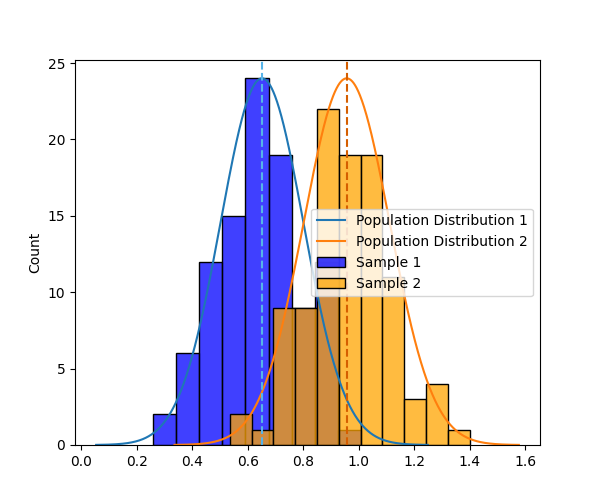 25
20
15
10
5
0
Count
0.0 0.2 0.4 0.6 0.8 1.0 1.2 1.4 1.6
Population Distribution 1
Population Distribution 2
Sample 1
Sample 2